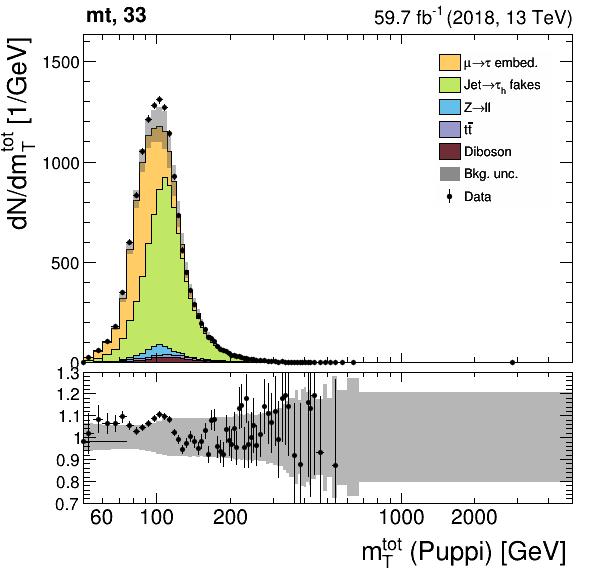 mt, 33
59.7 fb⁻¹ (2018, 13 TeV)
dN/dm_T^tot [1/GeV]
1500
1000
500
0
μ→τ embed.
Jet→τ_h fakes
Z→ll
tt̄
Diboson
Bkg. unc.
Data
1.3
1.2
1.1
1
0.9
0.8
0.7
60
100
200
1000
2000
m_T^tot (Puppi) [GeV]